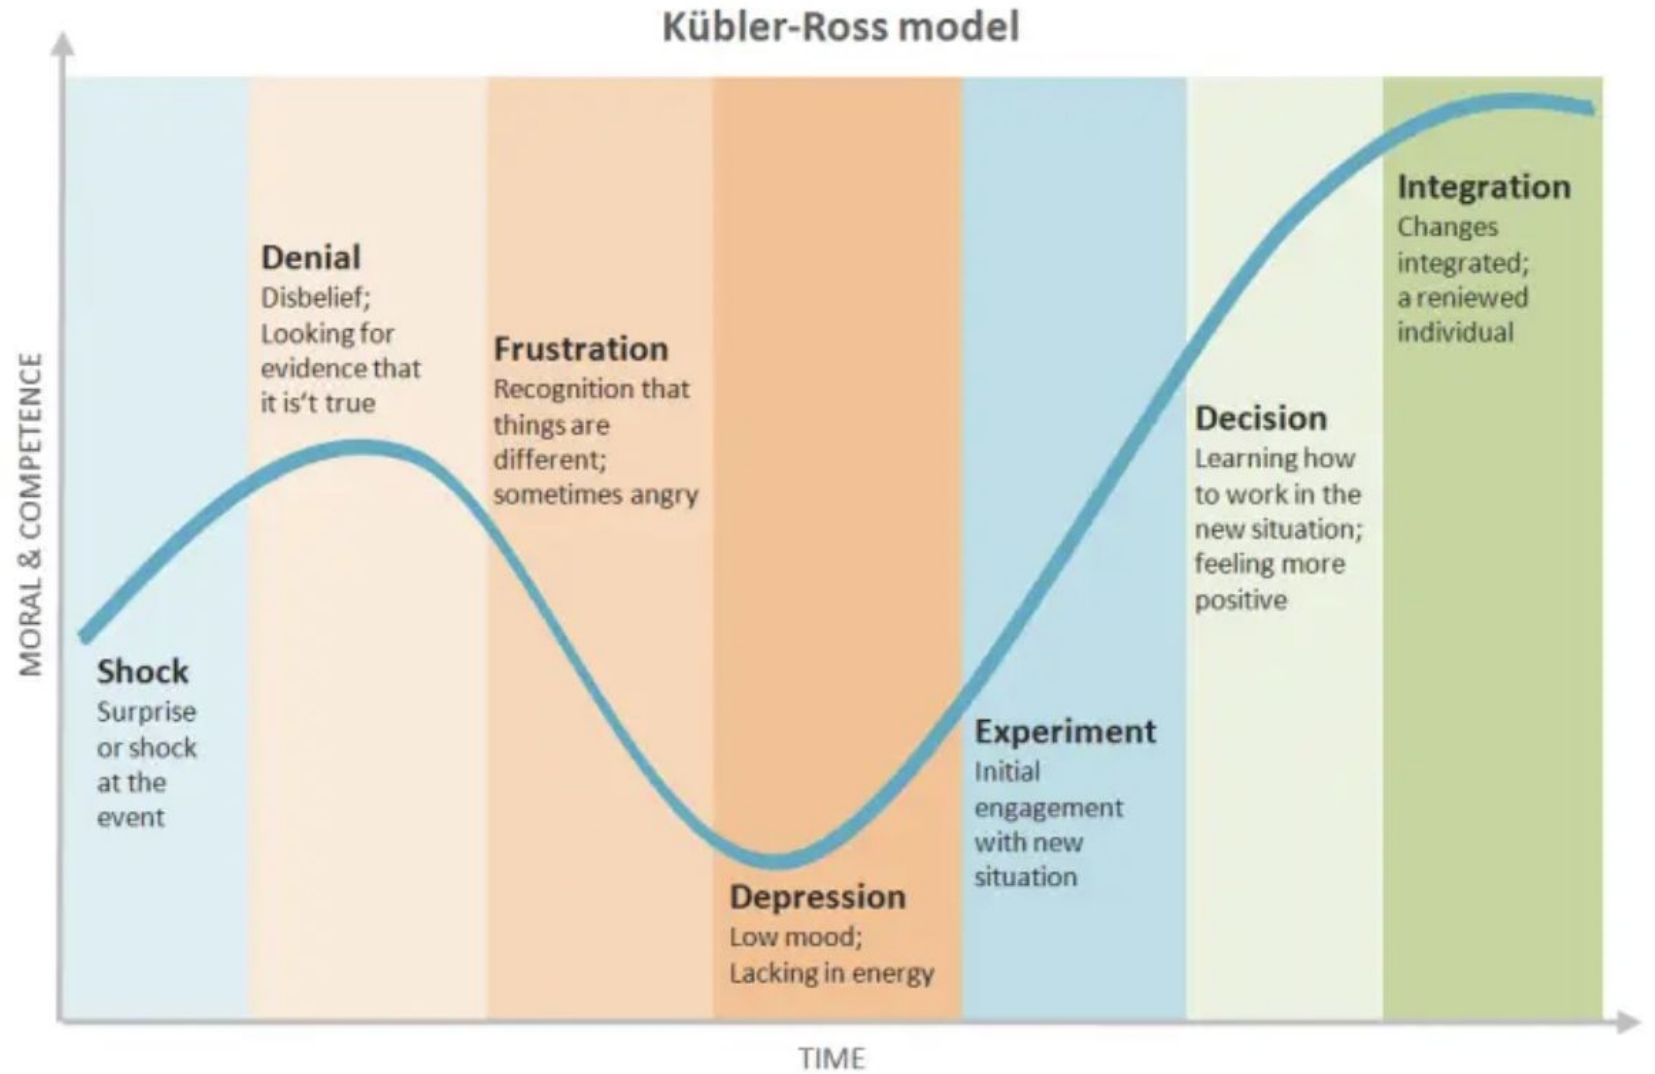 Kübler-Ross model
MORAL & COMPETENCE
Shock
Surprise
or shock
at the
event
Denial
Disbelief;
Looking for
evidence that
it is‘t true
Frustration
Recognition that
things are
different;
sometimes angry
Depression
Low mood;
Lacking in energy
Experiment
Initial
engagement
with new
situation
Decision
Learning how
to work in the
new situation;
feeling more
positive
Integration
Changes
integrated;
a reniewed
individual
TIME